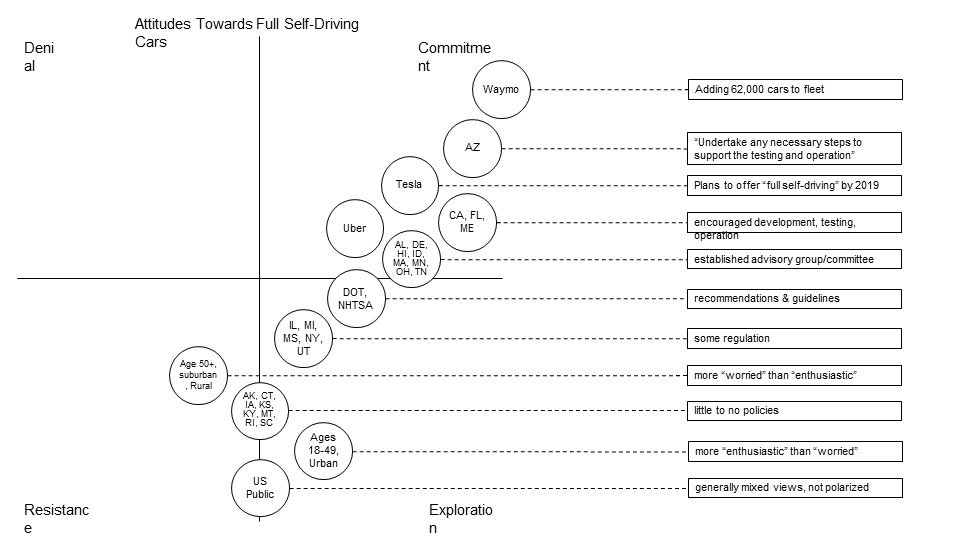 Attitudes Towards Full Self-Driving
Cars
Deni
al
Commitme
nt
Waymo
Adding 62,000 cars to fleet
AZ
“Undertake any necessary steps to
support the testing and operation”
Tesla
Plans to offer “full self-driving” by 2019
CA, FL,
ME
encouraged development, testing,
operation
Uber
AL, DE,
HI, ID,
MA, MN,
OH, TN
established advisory group/committee
DOT,
NHTSA
recommendations & guidelines
IL, MI,
MS, NY,
UT
some regulation
Age 50+,
suburban
, Rural
more “worried” than “enthusiastic”
AK, CT,
IA, KS,
KY, MT,
RI, SC
little to no policies
Ages
18-49,
Urban
more “enthusiastic” than “worried”
US
Public
generally mixed views, not polarized
Resistanc
e
Exploratio
n